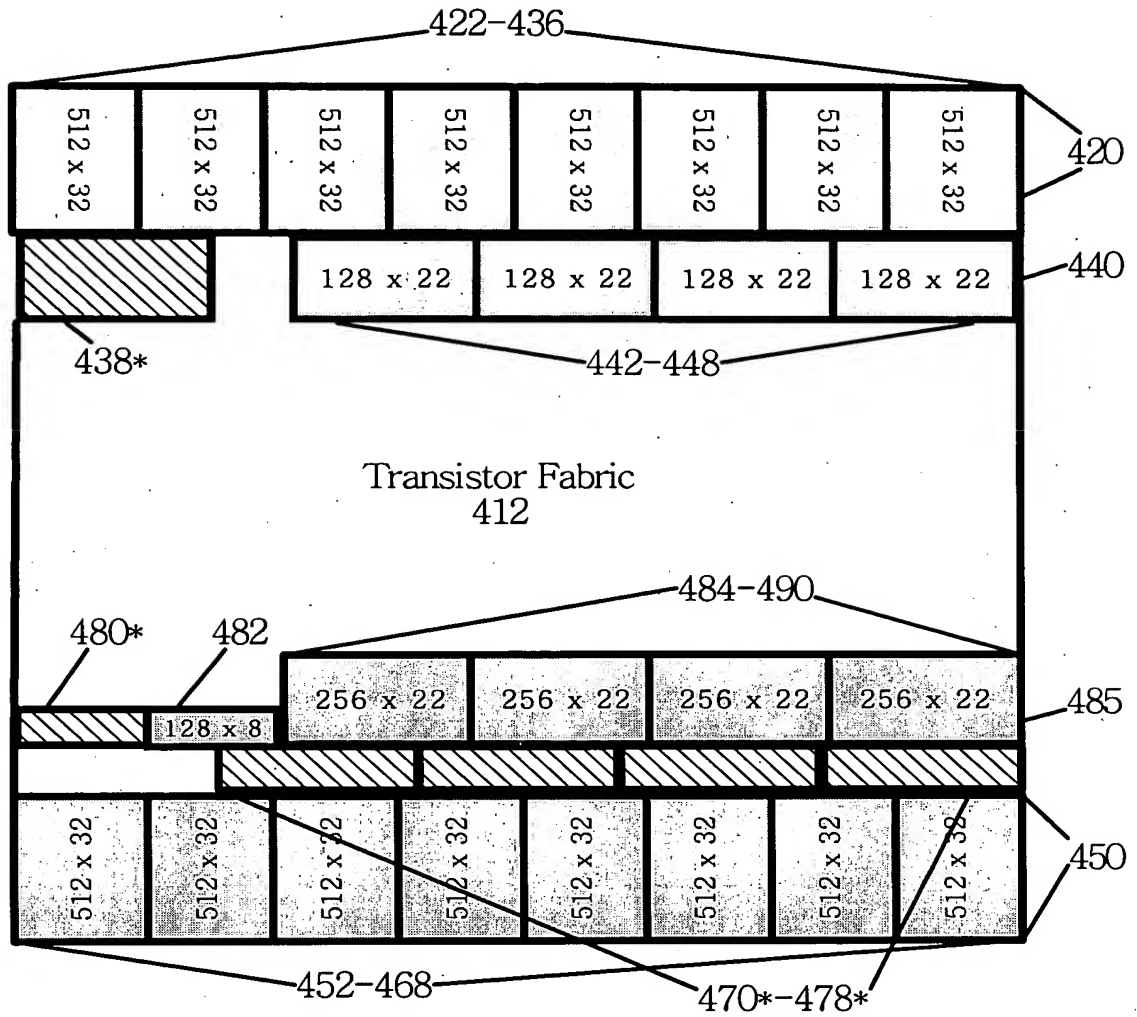 422-436
512 x 32 512 x 32 512 x 32 512 x 32 512 x 32 512 x 32 512 x 32 512 x 32
420
128 x 22 128 x 22 128 x 22 128 x 22
440
438*
442-448
Transistor Fabric
412
484-490
480* 482
256 x 22 256 x 22 256 x 22 256 x 22
485
128 x 8
512 x 32 512 x 32 512 x 32 512 x 32 512 x 32 512 x 32 512 x 32 512 x 32
450
452-468
470*-478*